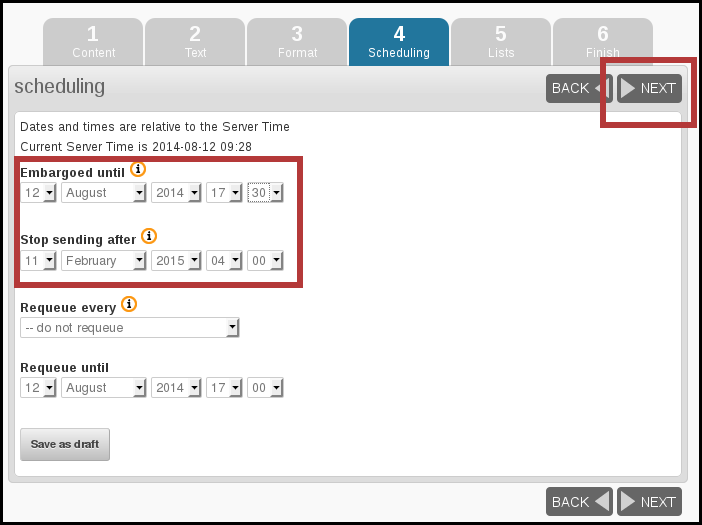 1 2 3 4 5 6
Content Text Format Scheduling Lists Finish
scheduling
BACK NEXT
Dates and times are relative to the Server Time
Current Server Time is 2014-08-12 09:28
Embargoed until i
12 August 2014 17 30
Stop sending after i
11 February 2015 04 00
Requeue every i
-- do not requeue
Requeue until
12 August 2014 17 00
Save as draft
BACK NEXT